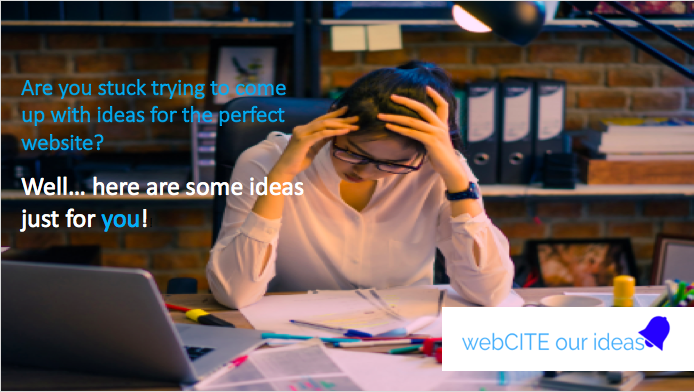 Are you stuck trying to come
up with ideas for the perfect
website?
Well... here are some ideas
just for you!
webCITE our ideas